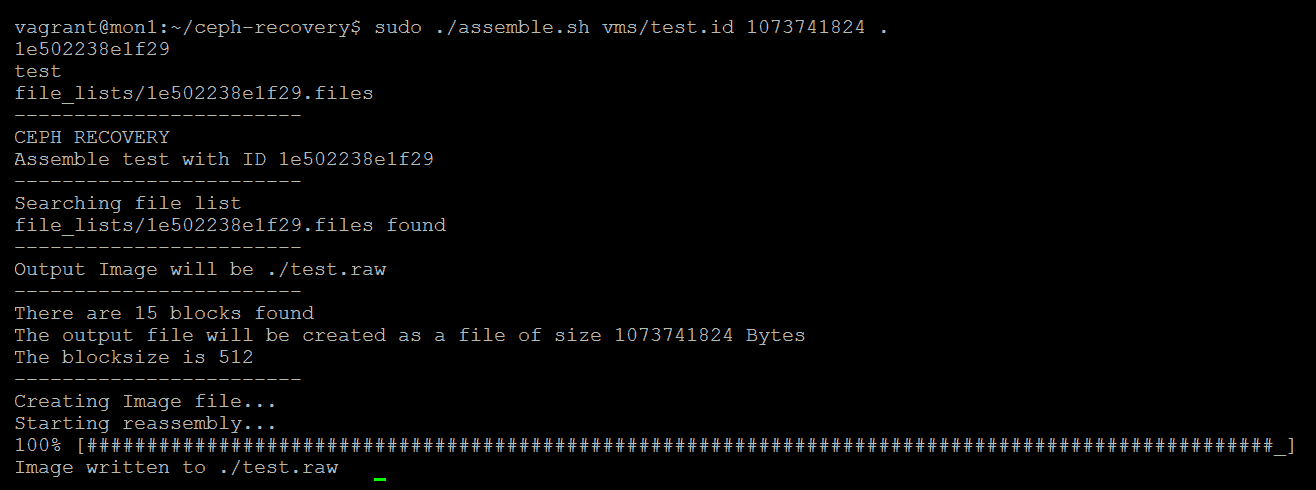 vagrant@mon1:~/ceph-recovery$ sudo ./assemble.sh vms/test.id 1073741824 .
1e502238e1f29
test
file_lists/1e502238e1f29.files
------------------------
CEPH RECOVERY
Assemble test with ID 1e502238e1f29
------------------------
Searching file list
file_lists/1e502238e1f29.files found
------------------------
Output Image will be ./test.raw
------------------------
There are 15 blocks found
The output file will be created as a file of size 1073741824 Bytes
The blocksize is 512
------------------------
Creating Image file...
Starting reassembly...
100% [###################################################################################################_]
Image written to ./test.raw